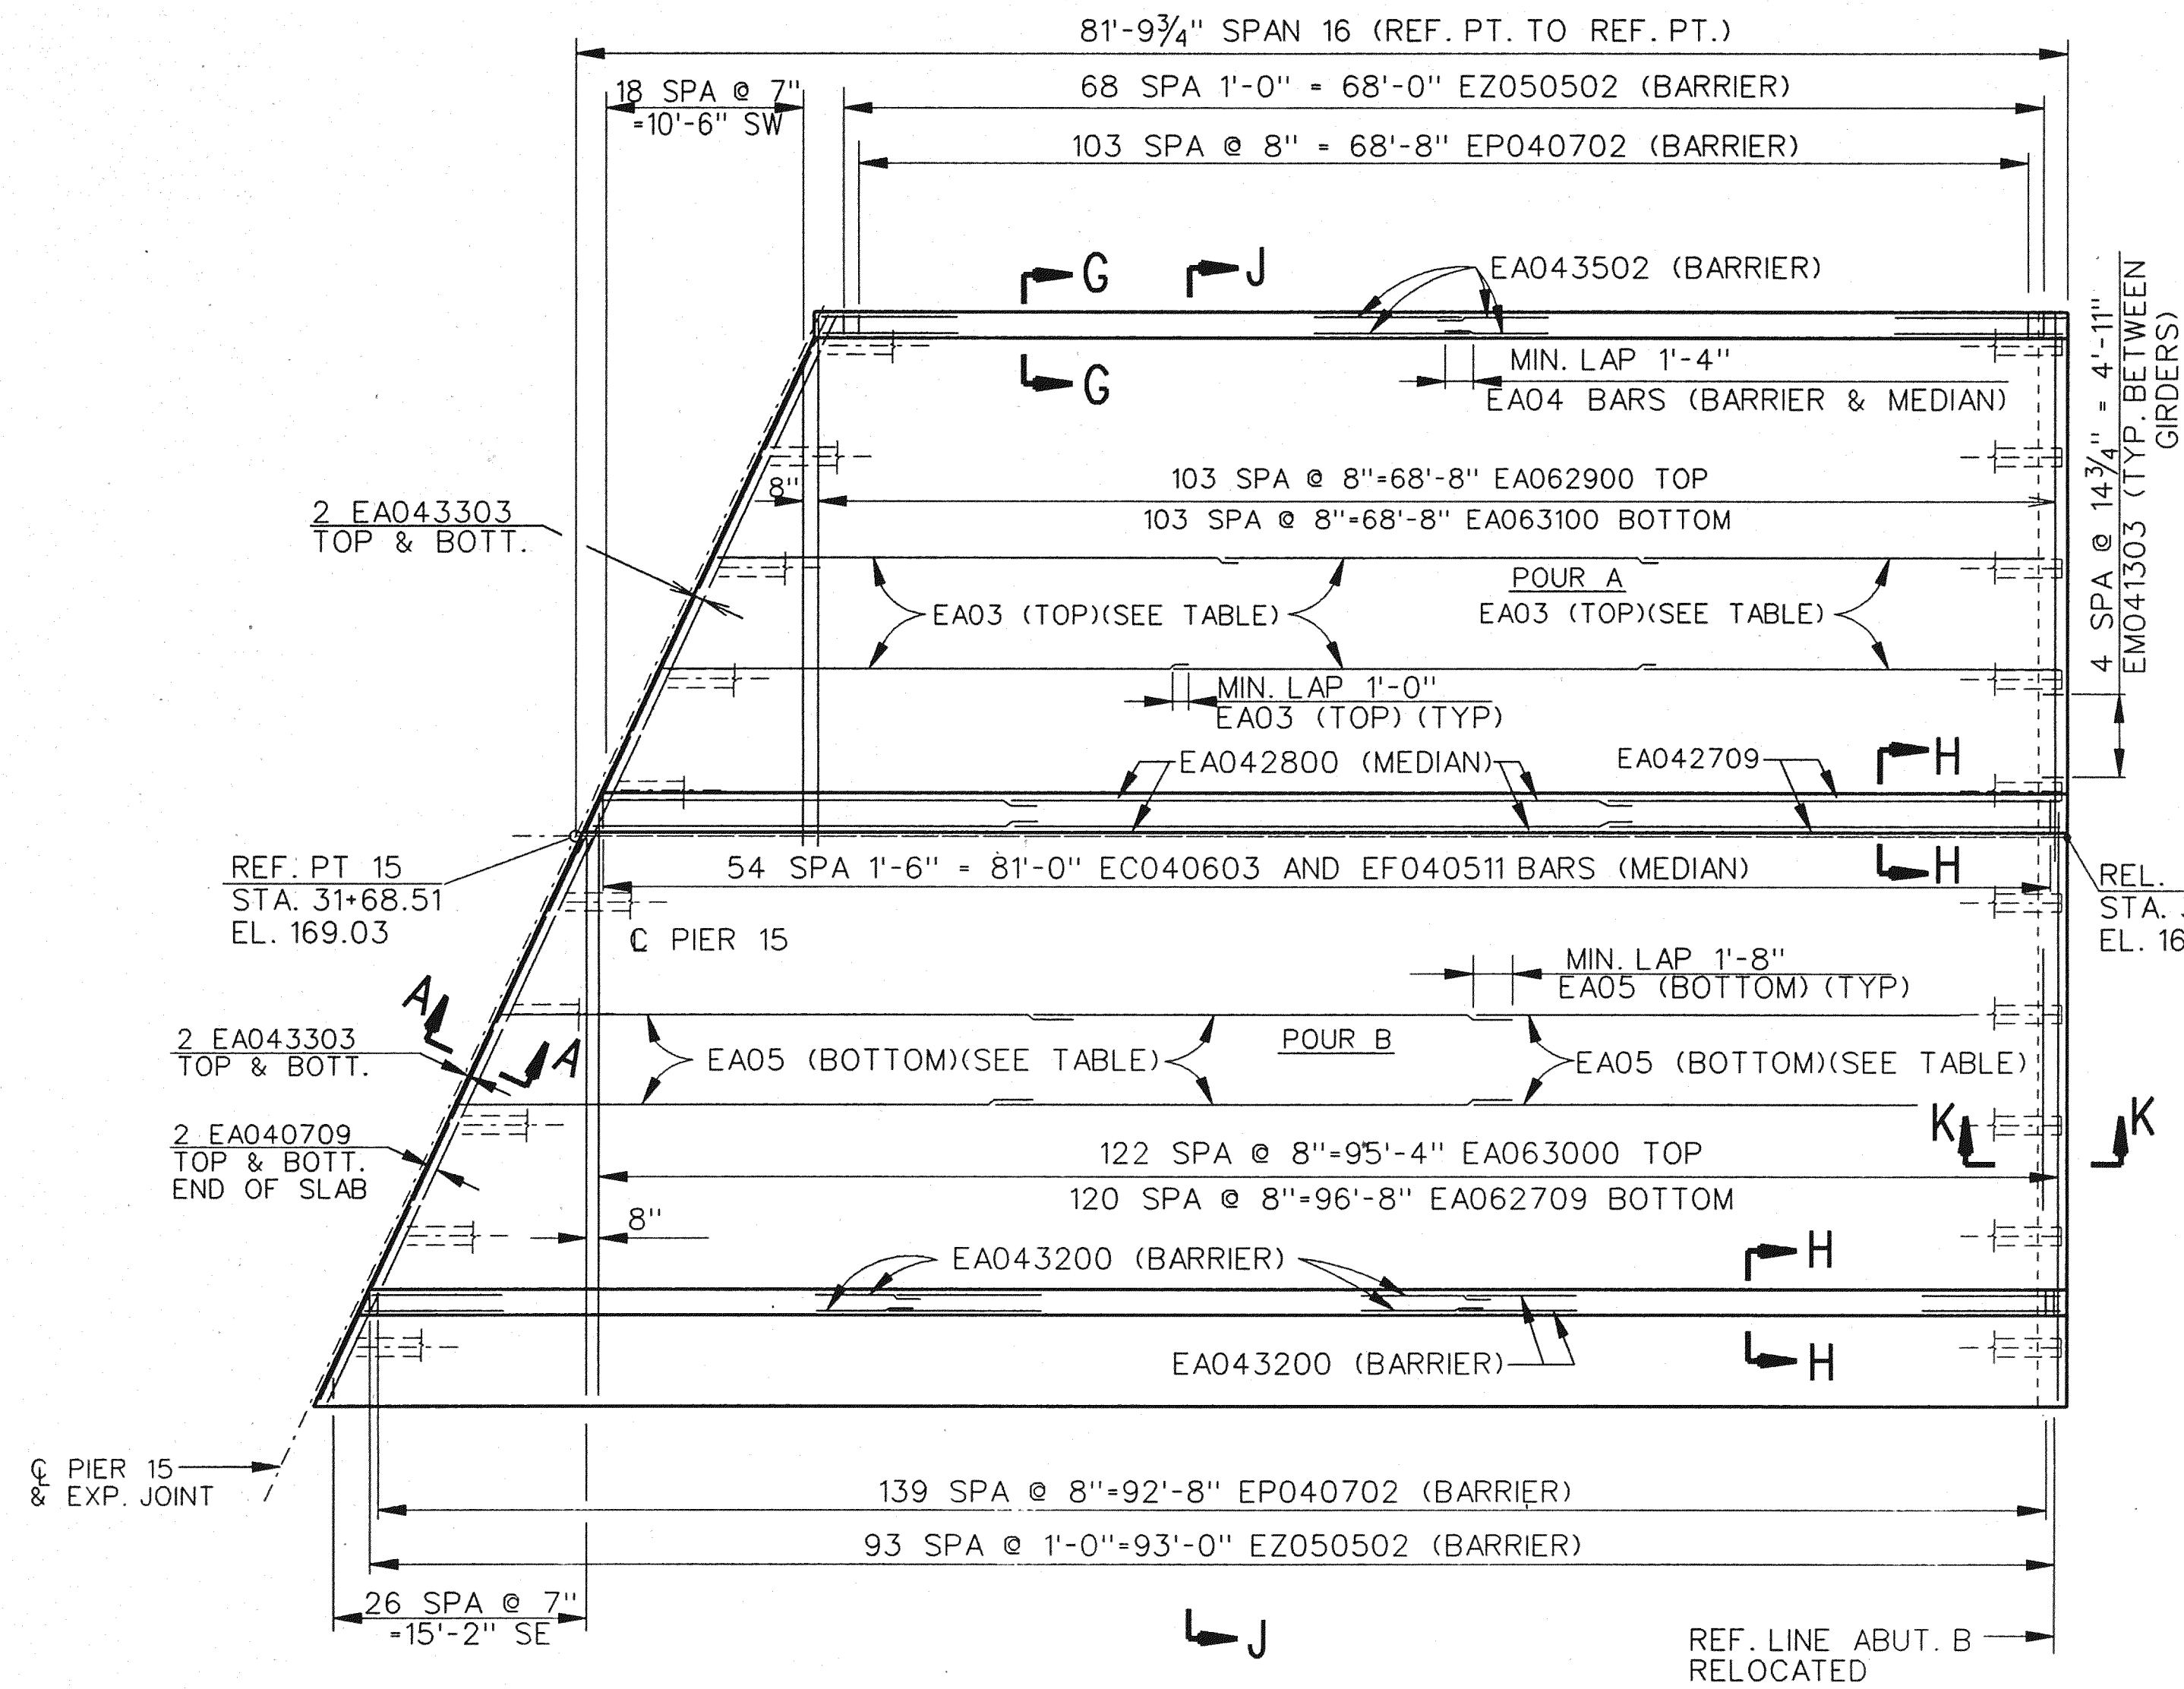 81'-9¾" SPAN 16 (REF. PT. TO REF. PT.)
18 SPA @ 7"
=10'-6" SW
68 SPA 1'-0" = 68'-0" EZ050502 (BARRIER)
103 SPA @ 8" = 68'-8" EP040702 (BARRIER)
G
J
EA043502 (BARRIER)
G
MIN. LAP 1'-4"
EA04 BARS (BARRIER & MEDIAN)
4 SPA @ 14¾" = 4'-11"
EM041303 (TYP. BETWEEN
GIRDERS)
8"
103 SPA @ 8"=68'-8" EA062900 TOP
103 SPA @ 8"=68'-8" EA063100 BOTTOM
2 EA043303
TOP & BOTT.
POUR A
EA03 (TOP)(SEE TABLE)
EA03 (TOP)(SEE TABLE)
MIN. LAP 1'-0"
EA03 (TOP) (TYP)
EA042800 (MEDIAN)
EA042709
H
REF. PT 15
STA. 31+68.51
EL. 169.03
54 SPA 1'-6" = 81'-0" EC040603 AND EF040511 BARS (MEDIAN)
H
REL.
STA.
EL. 16
℄ PIER 15
MIN. LAP 1'-8"
EA05 (BOTTOM) (TYP)
A
A
2 EA043303
TOP & BOTT.
POUR B
EA05 (BOTTOM)(SEE TABLE)
EA05 (BOTTOM)(SEE TABLE)
K
K
2 EA040709
TOP & BOTT.
END OF SLAB
122 SPA @ 8"=95'-4" EA063000 TOP
120 SPA @ 8"=96'-8" EA062709 BOTTOM
8"
EA043200 (BARRIER)
H
EA043200 (BARRIER)
H
℄ PIER 15
& EXP. JOINT
139 SPA @ 8"=92'-8" EP040702 (BARRIER)
93 SPA @ 1'-0"=93'-0" EZ050502 (BARRIER)
26 SPA @ 7"
=15'-2" SE
J
REF. LINE ABUT. B
RELOCATED